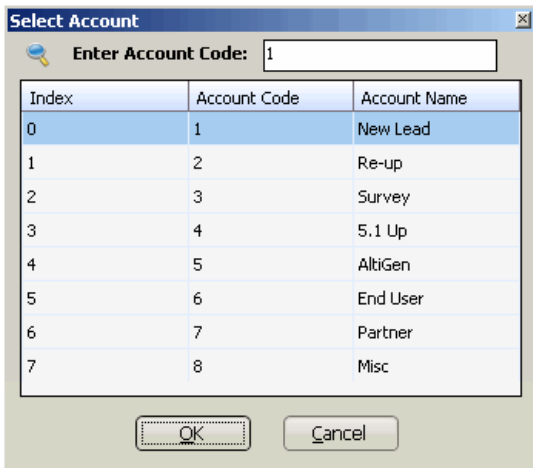 Select Account
Enter Account Code: 1
Index Account Code Account Name
0 1 New Lead
1 2 Re-up
2 3 Survey
3 4 5.1 Up
4 5 AltiGen
5 6 End User
6 7 Partner
7 8 Misc
OK Cancel